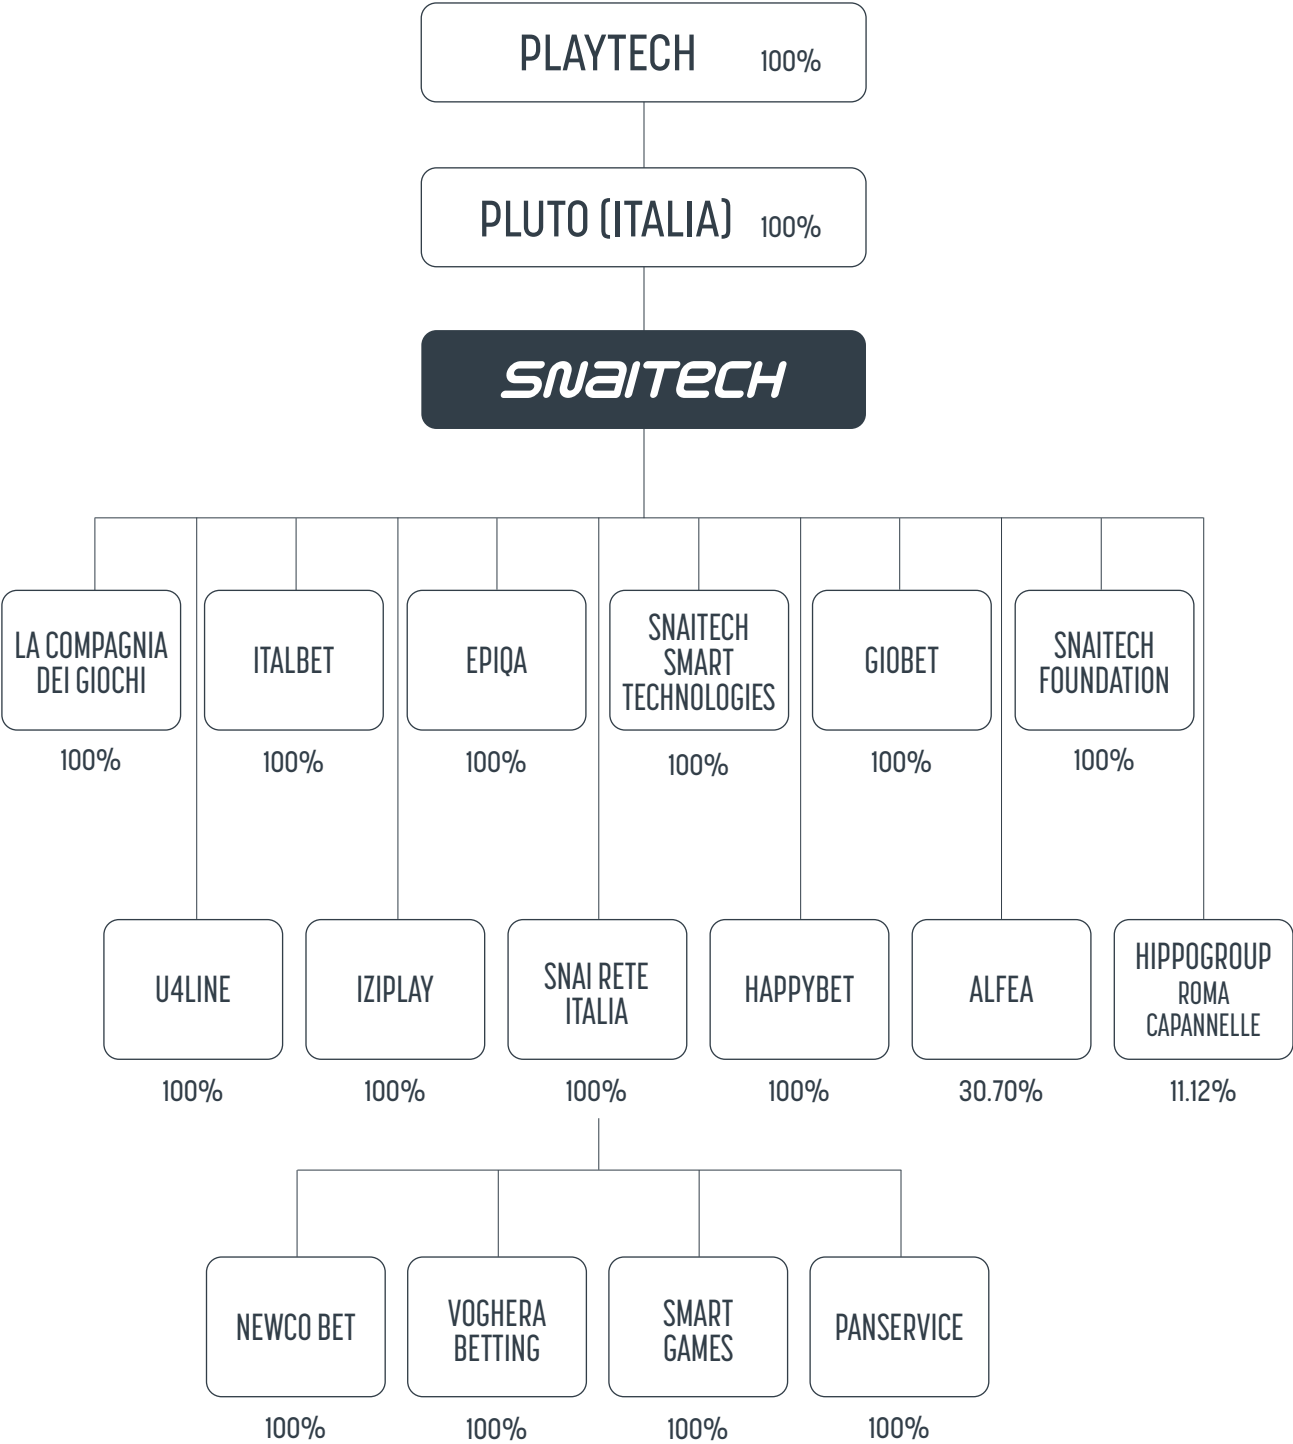 PLAYTECH 100%
PLUTO (ITALIA) 100%
SNAITECH
LA COMPAGNIA
DEI GIOCHI
100%
ITALBET
100%
EPIQA
100%
SNAITECH
SMART
TECHNOLOGIES
100%
GIOBET
100%
SNAITECH
FOUNDATION
100%
U4LINE
100%
IZIPLAY
100%
SNAI RETE
ITALIA
100%
HAPPYBET
100%
ALFEA
30.70%
HIPPOGROUP
ROMA
CAPANNELLE
11.12%
NEWCO BET
100%
VOGHERA
BETTING
100%
SMART
GAMES
100%
PANSERVICE
100%